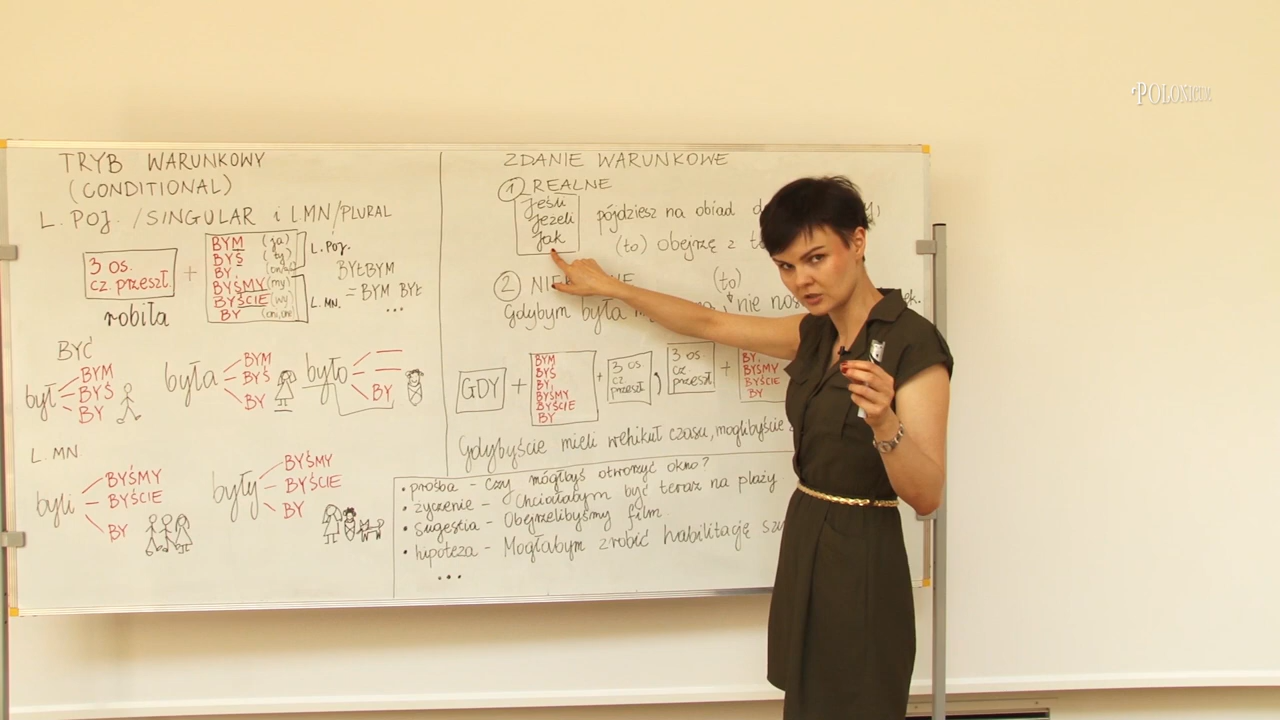 POLONICUM
TRYB WARUNKOWY
(CONDITIONAL)
L. POJ. /SINGULAR i L.MN/PLURAL
3 os.
cz. przeszł.
+
BYM (ja)
BYŚ (ty)
BY (on/
BYŚMY (my)
BYŚCIE (wy)
BY (oni, one)
L. POJ.
L. MN.
BYŁBYM
= BYM BYŁ
...
robiła
BYĆ
był
BYM
BYŚ
BY
była
BYM
BYŚ
BY
było
BY
L. MN.
byli
BYŚMY
BYŚCIE
BY
były
BYŚMY
BYŚCIE
BY
ZDANIE WARUNKOWE
1 REALNE
Jeśli
Jeżeli
Jak
pójdziesz na obiad
(to) obejrzę z
2
(to)
Gdybym była nie
GDY
+
BYM
BYŚ
BY,
BYŚMY
BYŚCIE
BY
+
3 os
cz.
przeszł.
,
3 os
cz.
przeszł
+
BY,
BYŚMY
BYŚCIE
BY
Gdybyście mieli wehikuł czasu, moglibyście
• prośba - Czy mógłbyś otworzyć okno?
• życzenie - Chciałabym być teraz na plaży
• sugestia - Obejrzelibyśmy film.
• hipoteza - Mogłabym zrobić habilitację
...